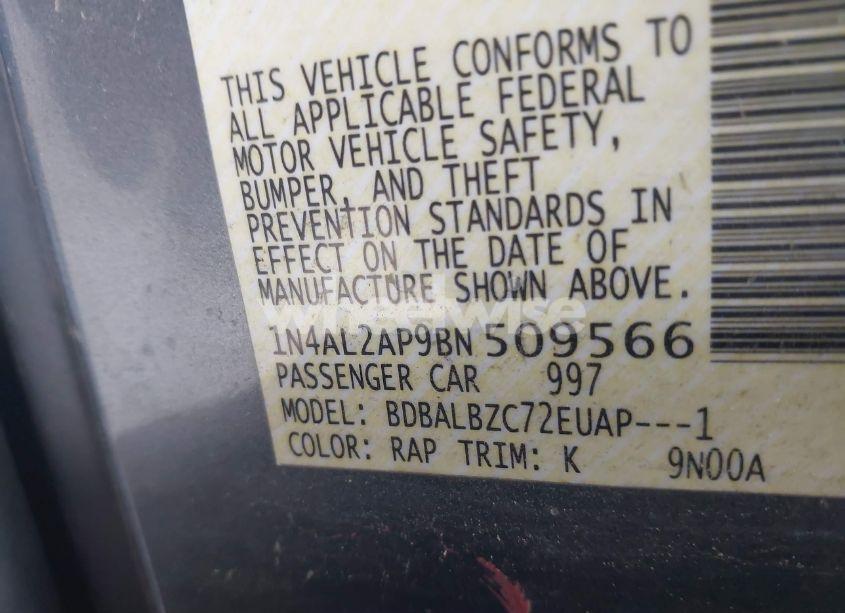 THIS VEHICLE CONFORMS TO
ALL APPLICABLE FEDERAL
MOTOR VEHICLE SAFETY,
BUMPER, AND THEFT
PREVENTION STANDARDS IN
EFFECT ON THE DATE OF
MANUFACTURE SHOWN ABOVE.
wheelwise
1N4AL2AP9BN 509566
PASSENGER CAR 997
MODEL: BDBALBZC72EUAP---1
COLOR: RAP TRIM: K 9N00A